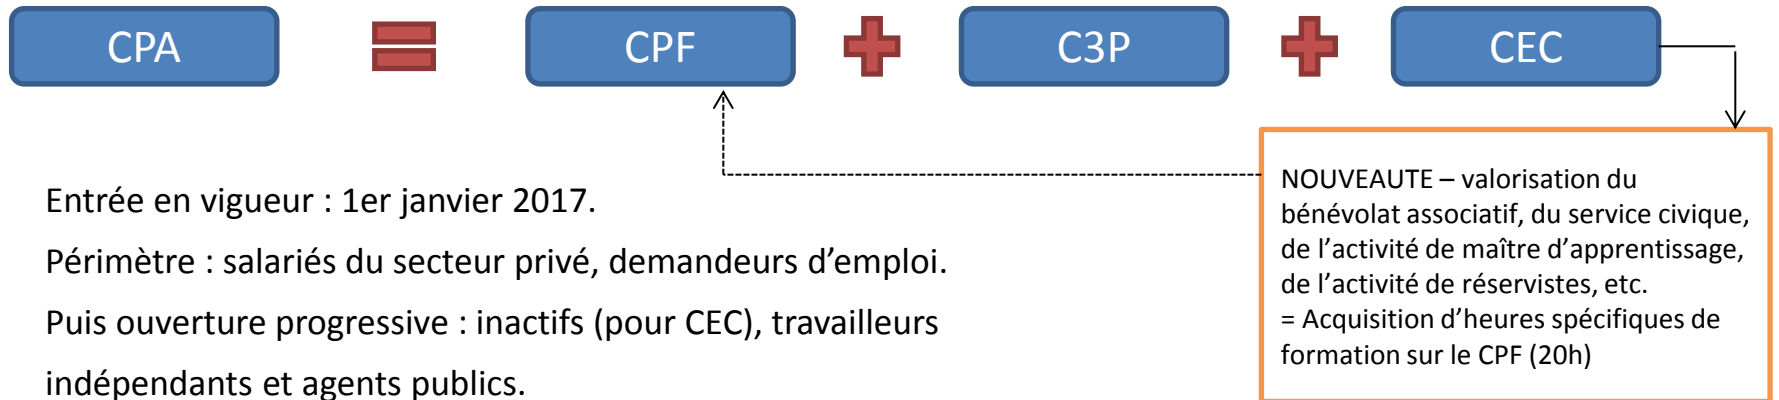 CPA
CPF
C3P
CEC
Entrée en vigueur : 1er janvier 2017.
Périmètre : salariés du secteur privé, demandeurs d’emploi.
Puis ouverture progressive : inactifs (pour CEC), travailleurs
indépendants et agents publics.
NOUVEAUTE – valorisation du
bénévolat associatif, du service civique,
de l’activité de maître d’apprentissage,
de l’activité de réservistes, etc.
= Acquisition d’heures spécifiques de
formation sur le CPF (20h)